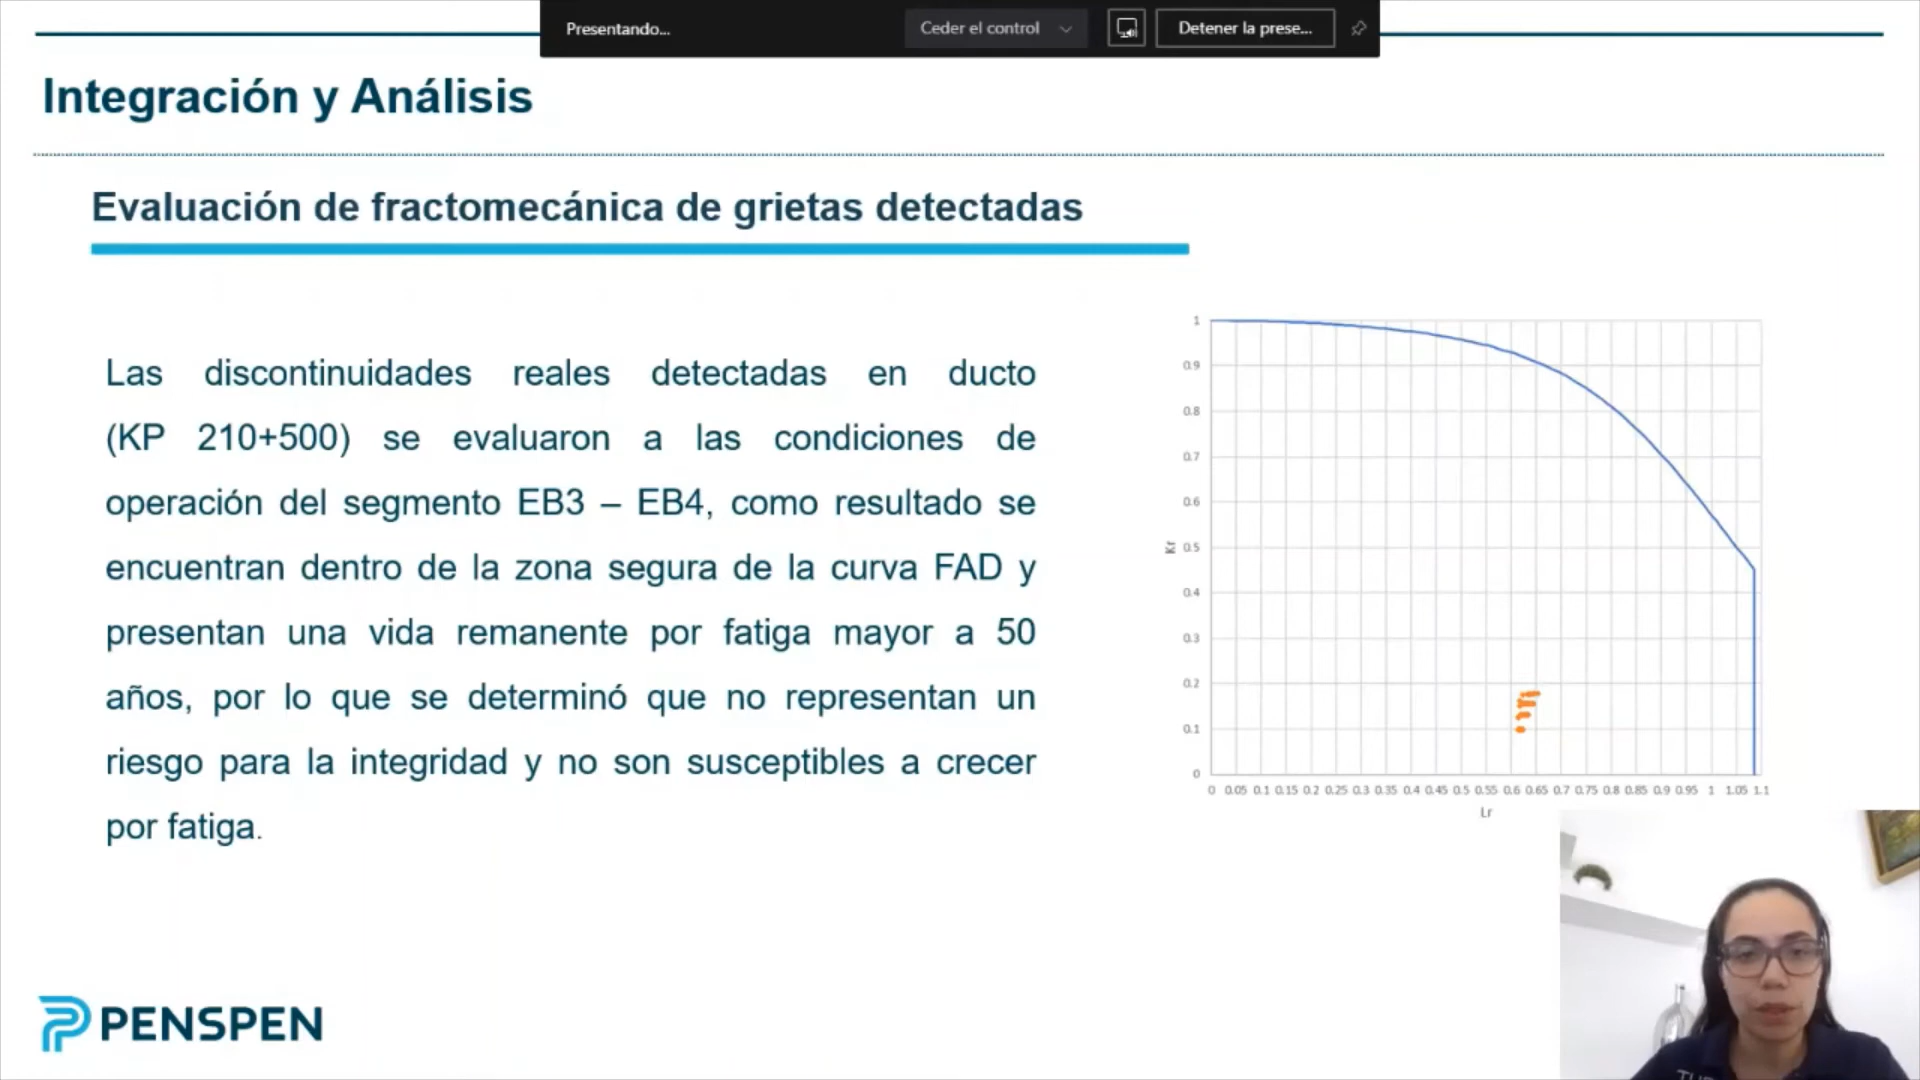 Presentando...
Ceder el control
Detener la prese...
Integración y Análisis
Evaluación de fractomecánica de grietas detectadas
Las discontinuidades reales detectadas en ducto
(KP 210+500) se evaluaron a las condiciones de
operación del segmento EB3 – EB4, como resultado se
encuentran dentro de la zona segura de la curva FAD y
presentan una vida remanente por fatiga mayor a 50
años, por lo que se determinó que no representan un
riesgo para la integridad y no son susceptibles a crecer
por fatiga.
1
0.9
0.8
0.7
0.6
Kr
0.5
0.4
0.3
0.2
0.1
0
0 0.05 0.1 0.15 0.2 0.25 0.3 0.35 0.4 0.45 0.5 0.55 0.6 0.65 0.7 0.75 0.8 0.85 0.9 0.95 1 1.05 1.1
Lr
PENSPEN